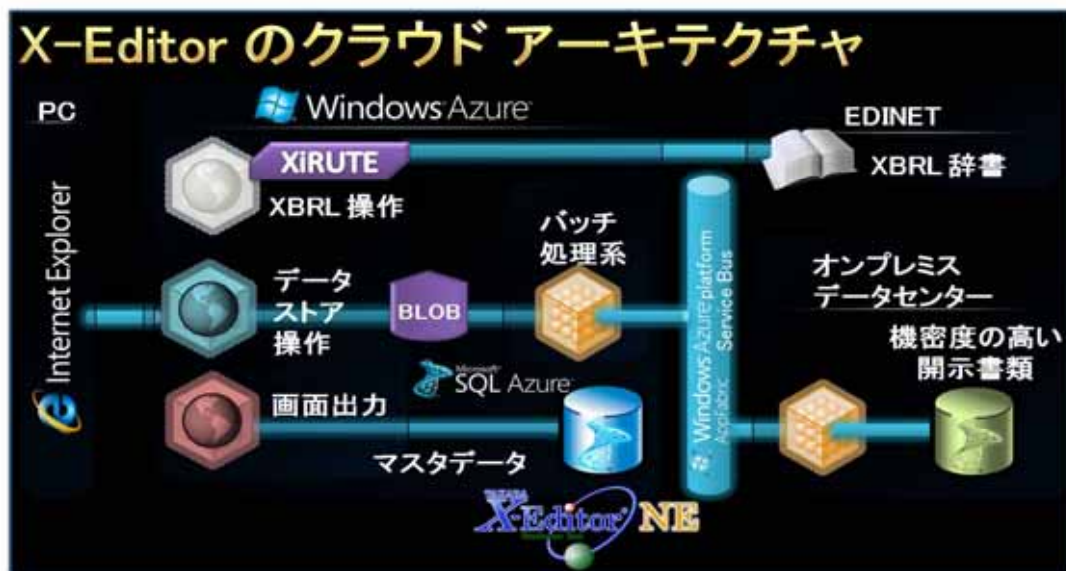 X-Editor のクラウド アーキテクチャ
PC
Windows Azure
EDINET
XiRUTE
XBRL 操作
XBRL 辞書
Internet Explorer
データ
ストア
操作
BLOB
バッチ
処理系
Windows Azure platform
AppFabric Service Bus
オンプレミス
データセンター
機密度の高い
開示書類
Microsoft
SQL Azure
画面出力
マスタデータ
TAKARA
X-Editor NE